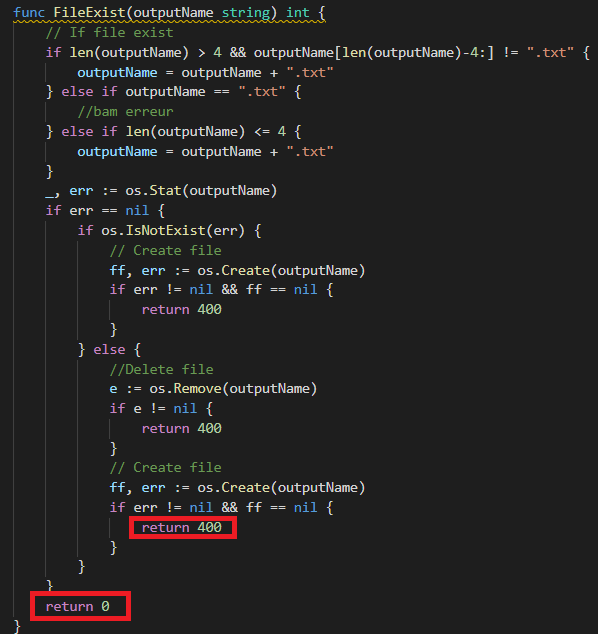 func FileExist(outputName string) int {
// If file exist
if len(outputName) > 4 && outputName[len(outputName)-4:] != ".txt" {
outputName = outputName + ".txt"
} else if outputName == ".txt" {
//bam erreur
} else if len(outputName) <= 4 {
outputName = outputName + ".txt"
}
_, err := os.Stat(outputName)
if err == nil {
if os.IsNotExist(err) {
// Create file
ff, err := os.Create(outputName)
if err != nil && ff == nil {
return 400
}
} else {
//Delete file
e := os.Remove(outputName)
if e != nil {
return 400
}
// Create file
ff, err := os.Create(outputName)
if err != nil && ff == nil {
return 400
}
}
}
return 0
}